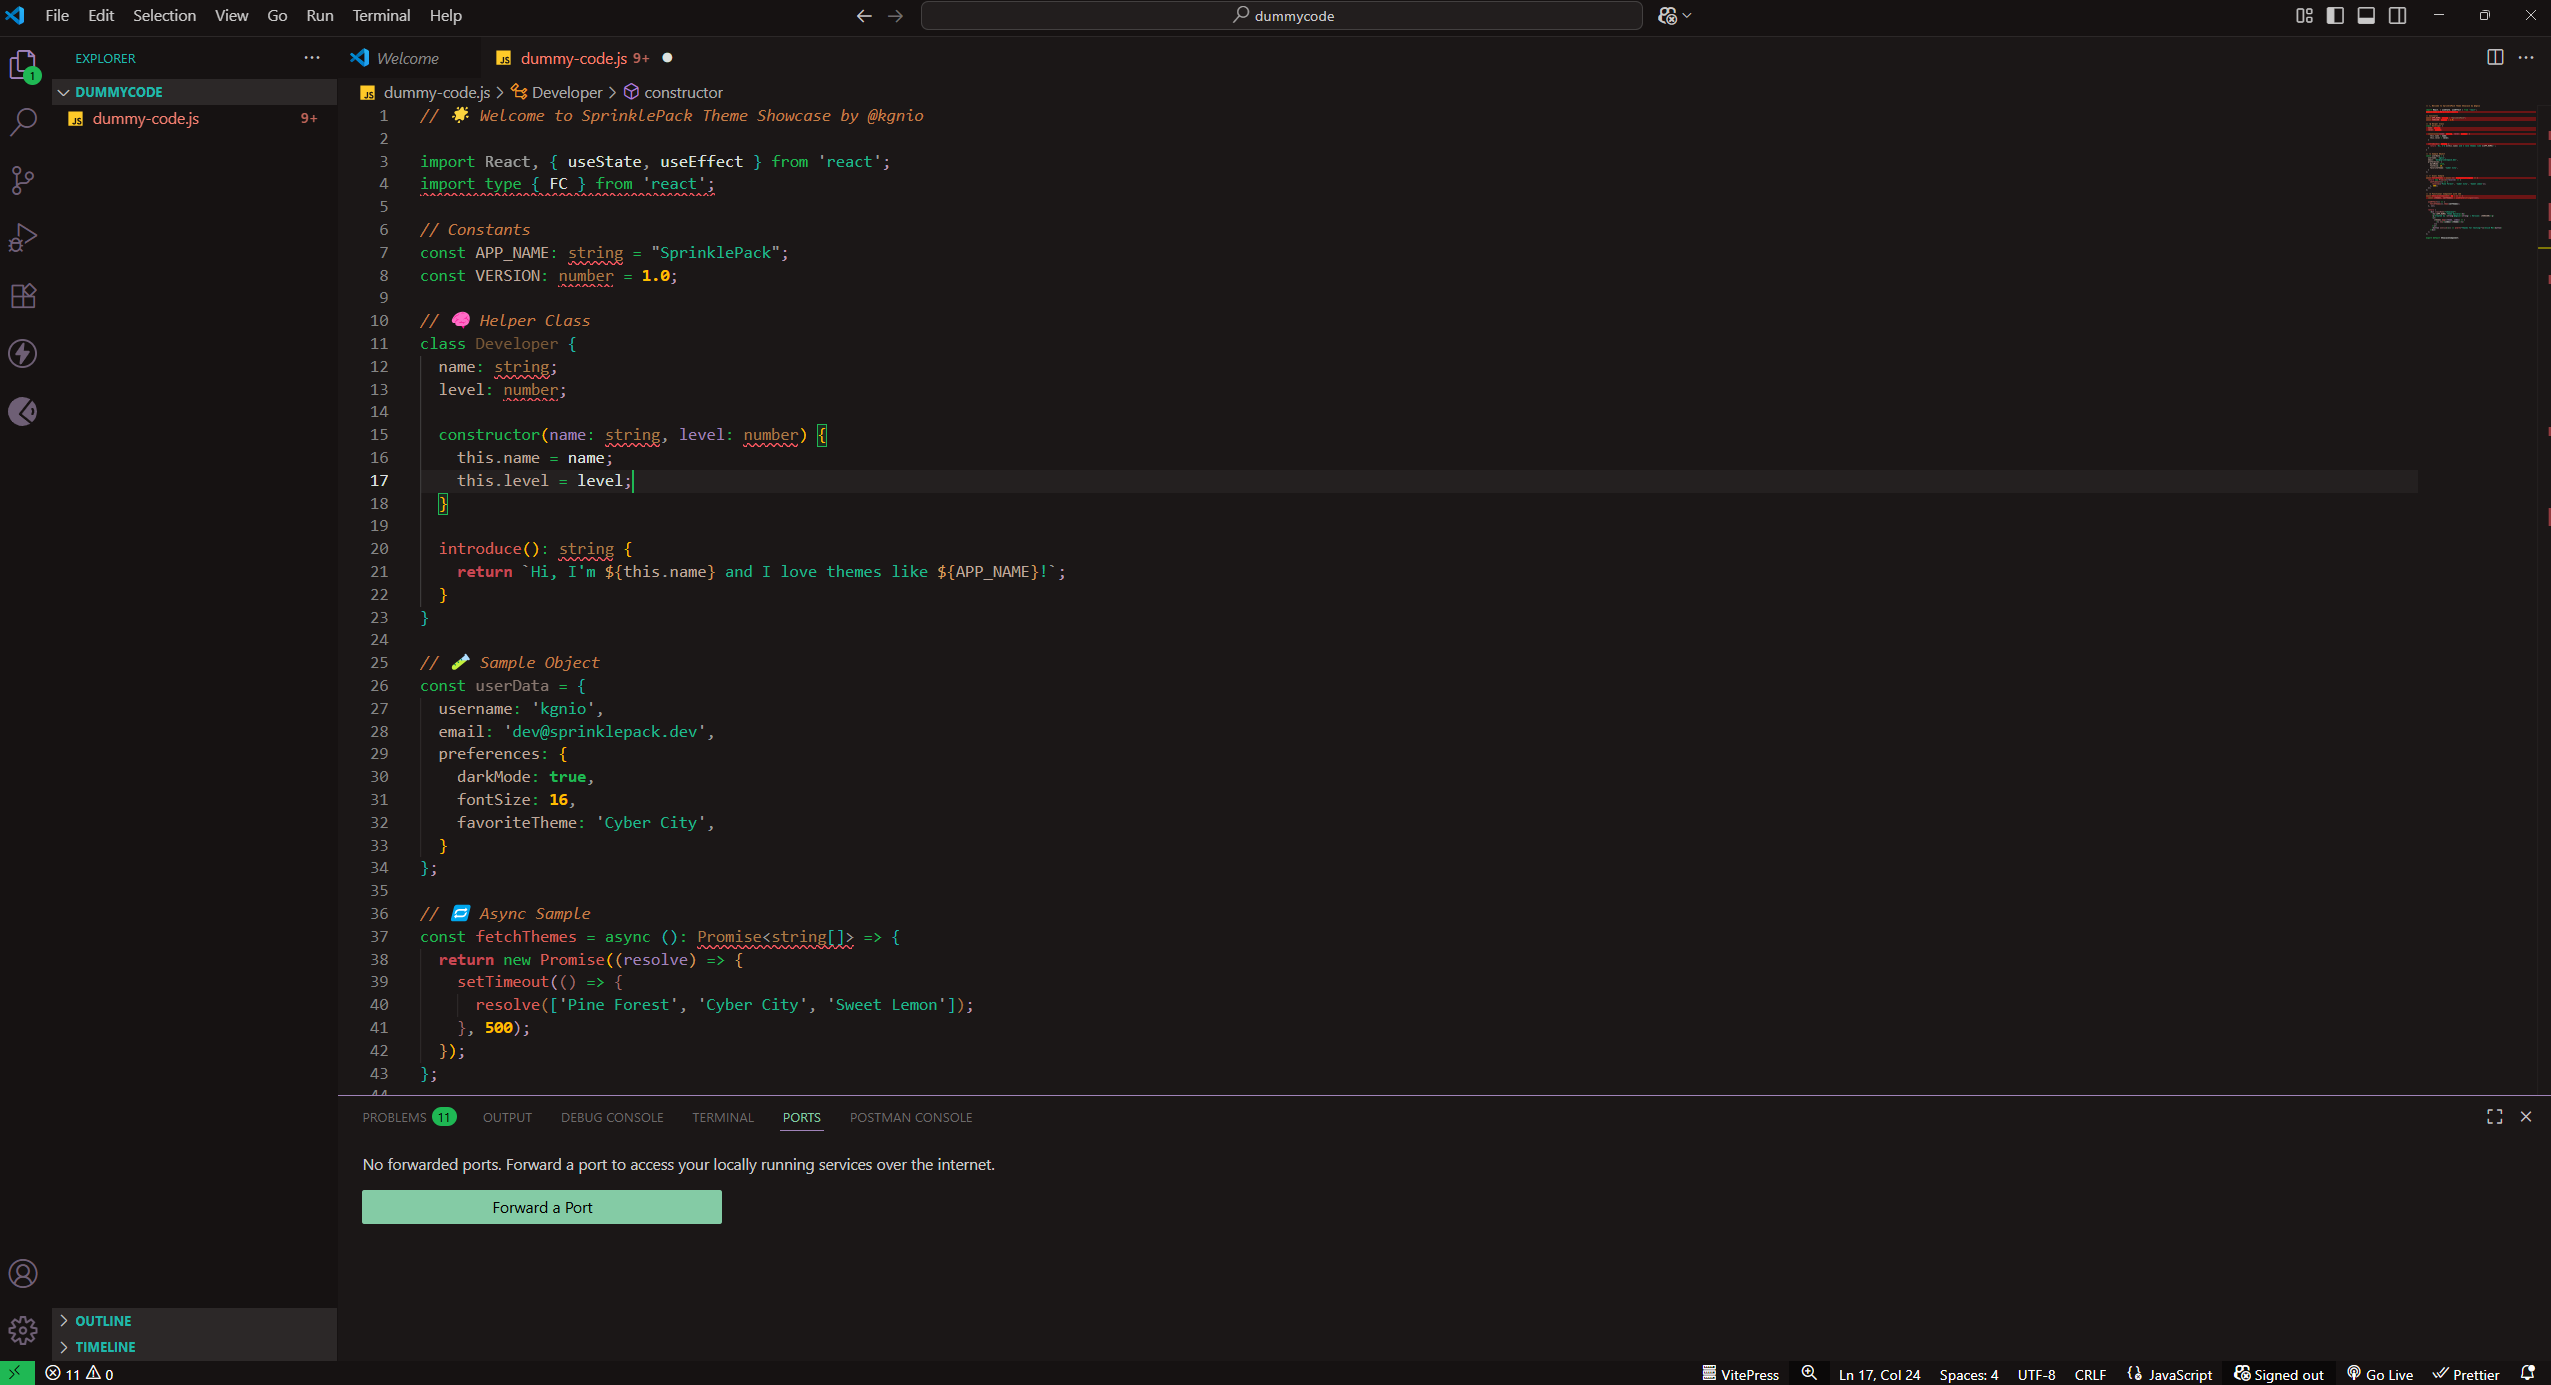 File Edit Selection View Go Run Terminal Help
dummycode
EXPLORER
DUMMYCODE
dummy-code.js 9+
1
Welcome
dummy-code.js 9+
dummy-code.js > Developer > constructor
1 // 🌟 Welcome to SprinklePack Theme Showcase by @kgnio
2
3 import React, { useState, useEffect } from 'react';
4 import type { FC } from 'react';
5
6 // Constants
7 const APP_NAME: string = "SprinklePack";
8 const VERSION: number = 1.0;
9
10 // 🧠 Helper Class
11 class Developer {
12 name: string;
13 level: number;
14
15 constructor(name: string, level: number) {
16 this.name = name;
17 this.level = level;
18 }
19
20 introduce(): string {
21 return `Hi, I'm ${this.name} and I love themes like ${APP_NAME}!`;
22 }
23 }
24
25 // 🧪 Sample Object
26 const userData = {
27 username: 'kgnio',
28 email: 'dev@sprinklepack.dev',
29 preferences: {
30 darkMode: true,
31 fontSize: 16,
32 favoriteTheme: 'Cyber City',
33 }
34 };
35
36 // 🔁 Async Sample
37 const fetchThemes = async (): Promise<string[]> => {
38 return new Promise((resolve) => {
39 setTimeout(() => {
40 resolve(['Pine Forest', 'Cyber City', 'Sweet Lemon']);
41 }, 500);
42 });
43 };
44
PROBLEMS 11 OUTPUT DEBUG CONSOLE TERMINAL PORTS POSTMAN CONSOLE
No forwarded ports. Forward a port to access your locally running services over the internet.
Forward a Port
OUTLINE
TIMELINE
11 0
VitePress Ln 17, Col 24 Spaces: 4 UTF-8 CRLF {} JavaScript Signed out Go Live Prettier